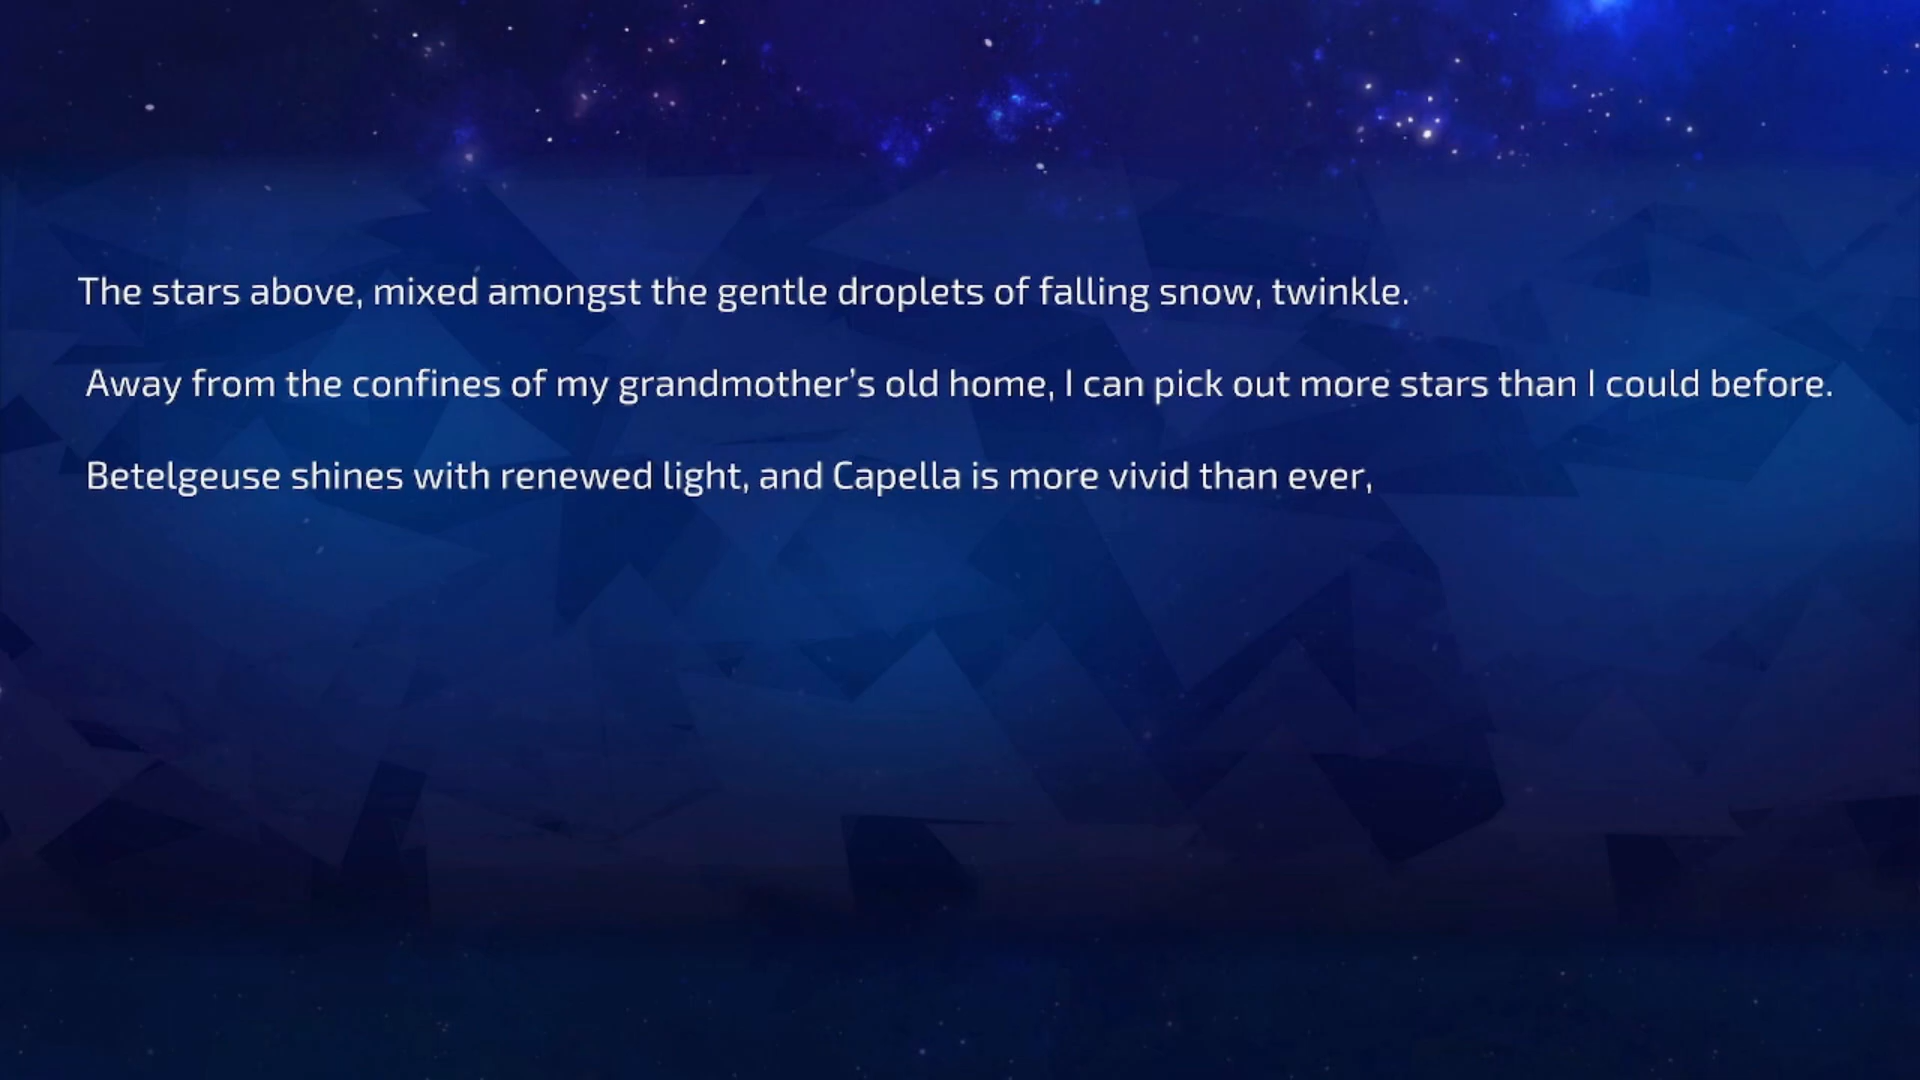 The stars above, mixed amongst the gentle droplets of falling snow, twinkle.
Away from the confines of my grandmother’s old home, I can pick out more stars than I could before.
Betelgeuse shines with renewed light, and Capella is more vivid than ever,